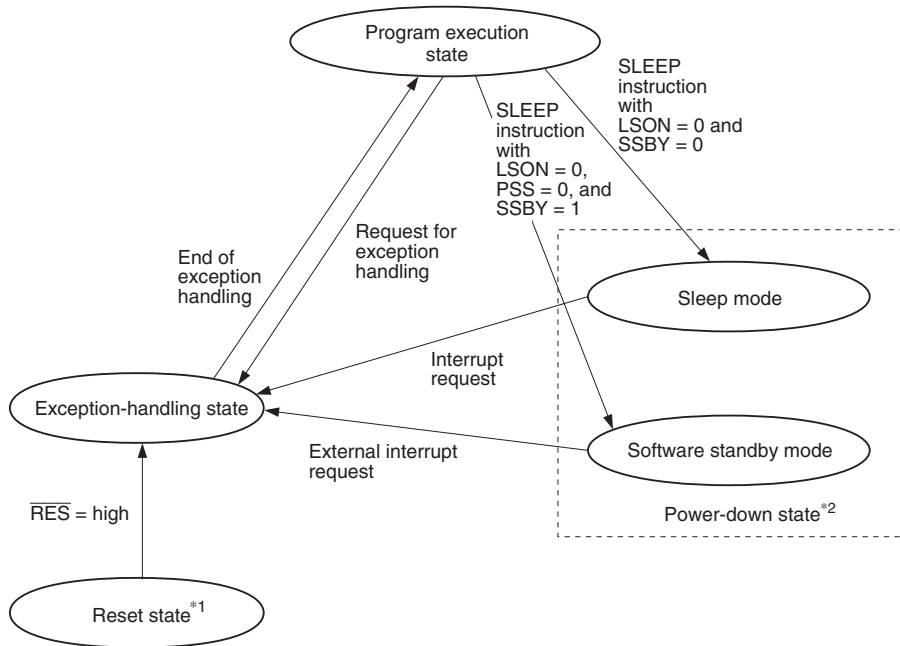 Program execution
state
SLEEP
instruction
with
LSON = 0 and
SSBY = 0
SLEEP
instruction
with
LSON = 0,
PSS = 0, and
SSBY = 1
End of
exception
handling
Request for
exception
handling
Sleep mode
Interrupt
request
Exception-handling state
External interrupt
request
Software standby mode
Power-down state*2
RES = high
Reset state*1